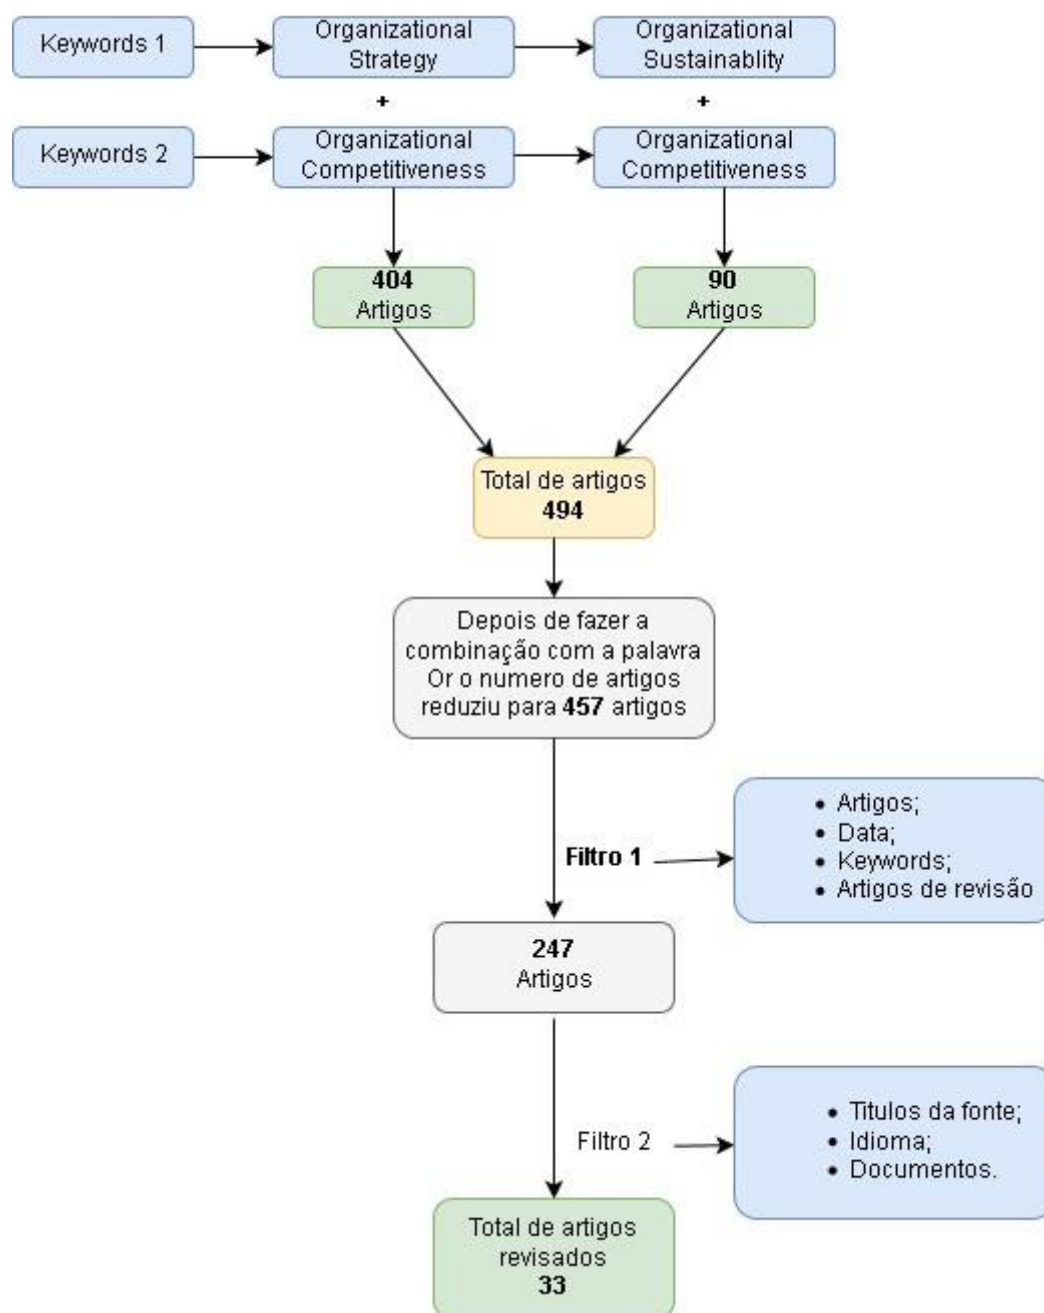 Keywords 1
Organizational
Strategy
Organizational
Sustainablity
+
+
Keywords 2
Organizational
Competitiveness
Organizational
Competitiveness
404
Artigos
90
Artigos
Total de artigos
494
Depois de fazer a
combinação com a palavra
Or o numero de artigos
reduziu para 457 artigos
Filtro 1
• Artigos;
• Data;
• Keywords;
• Artigos de revisão
247
Artigos
Filtro 2
• Titulos da fonte;
• Idioma;
• Documentos.
Total de artigos
revisados
33